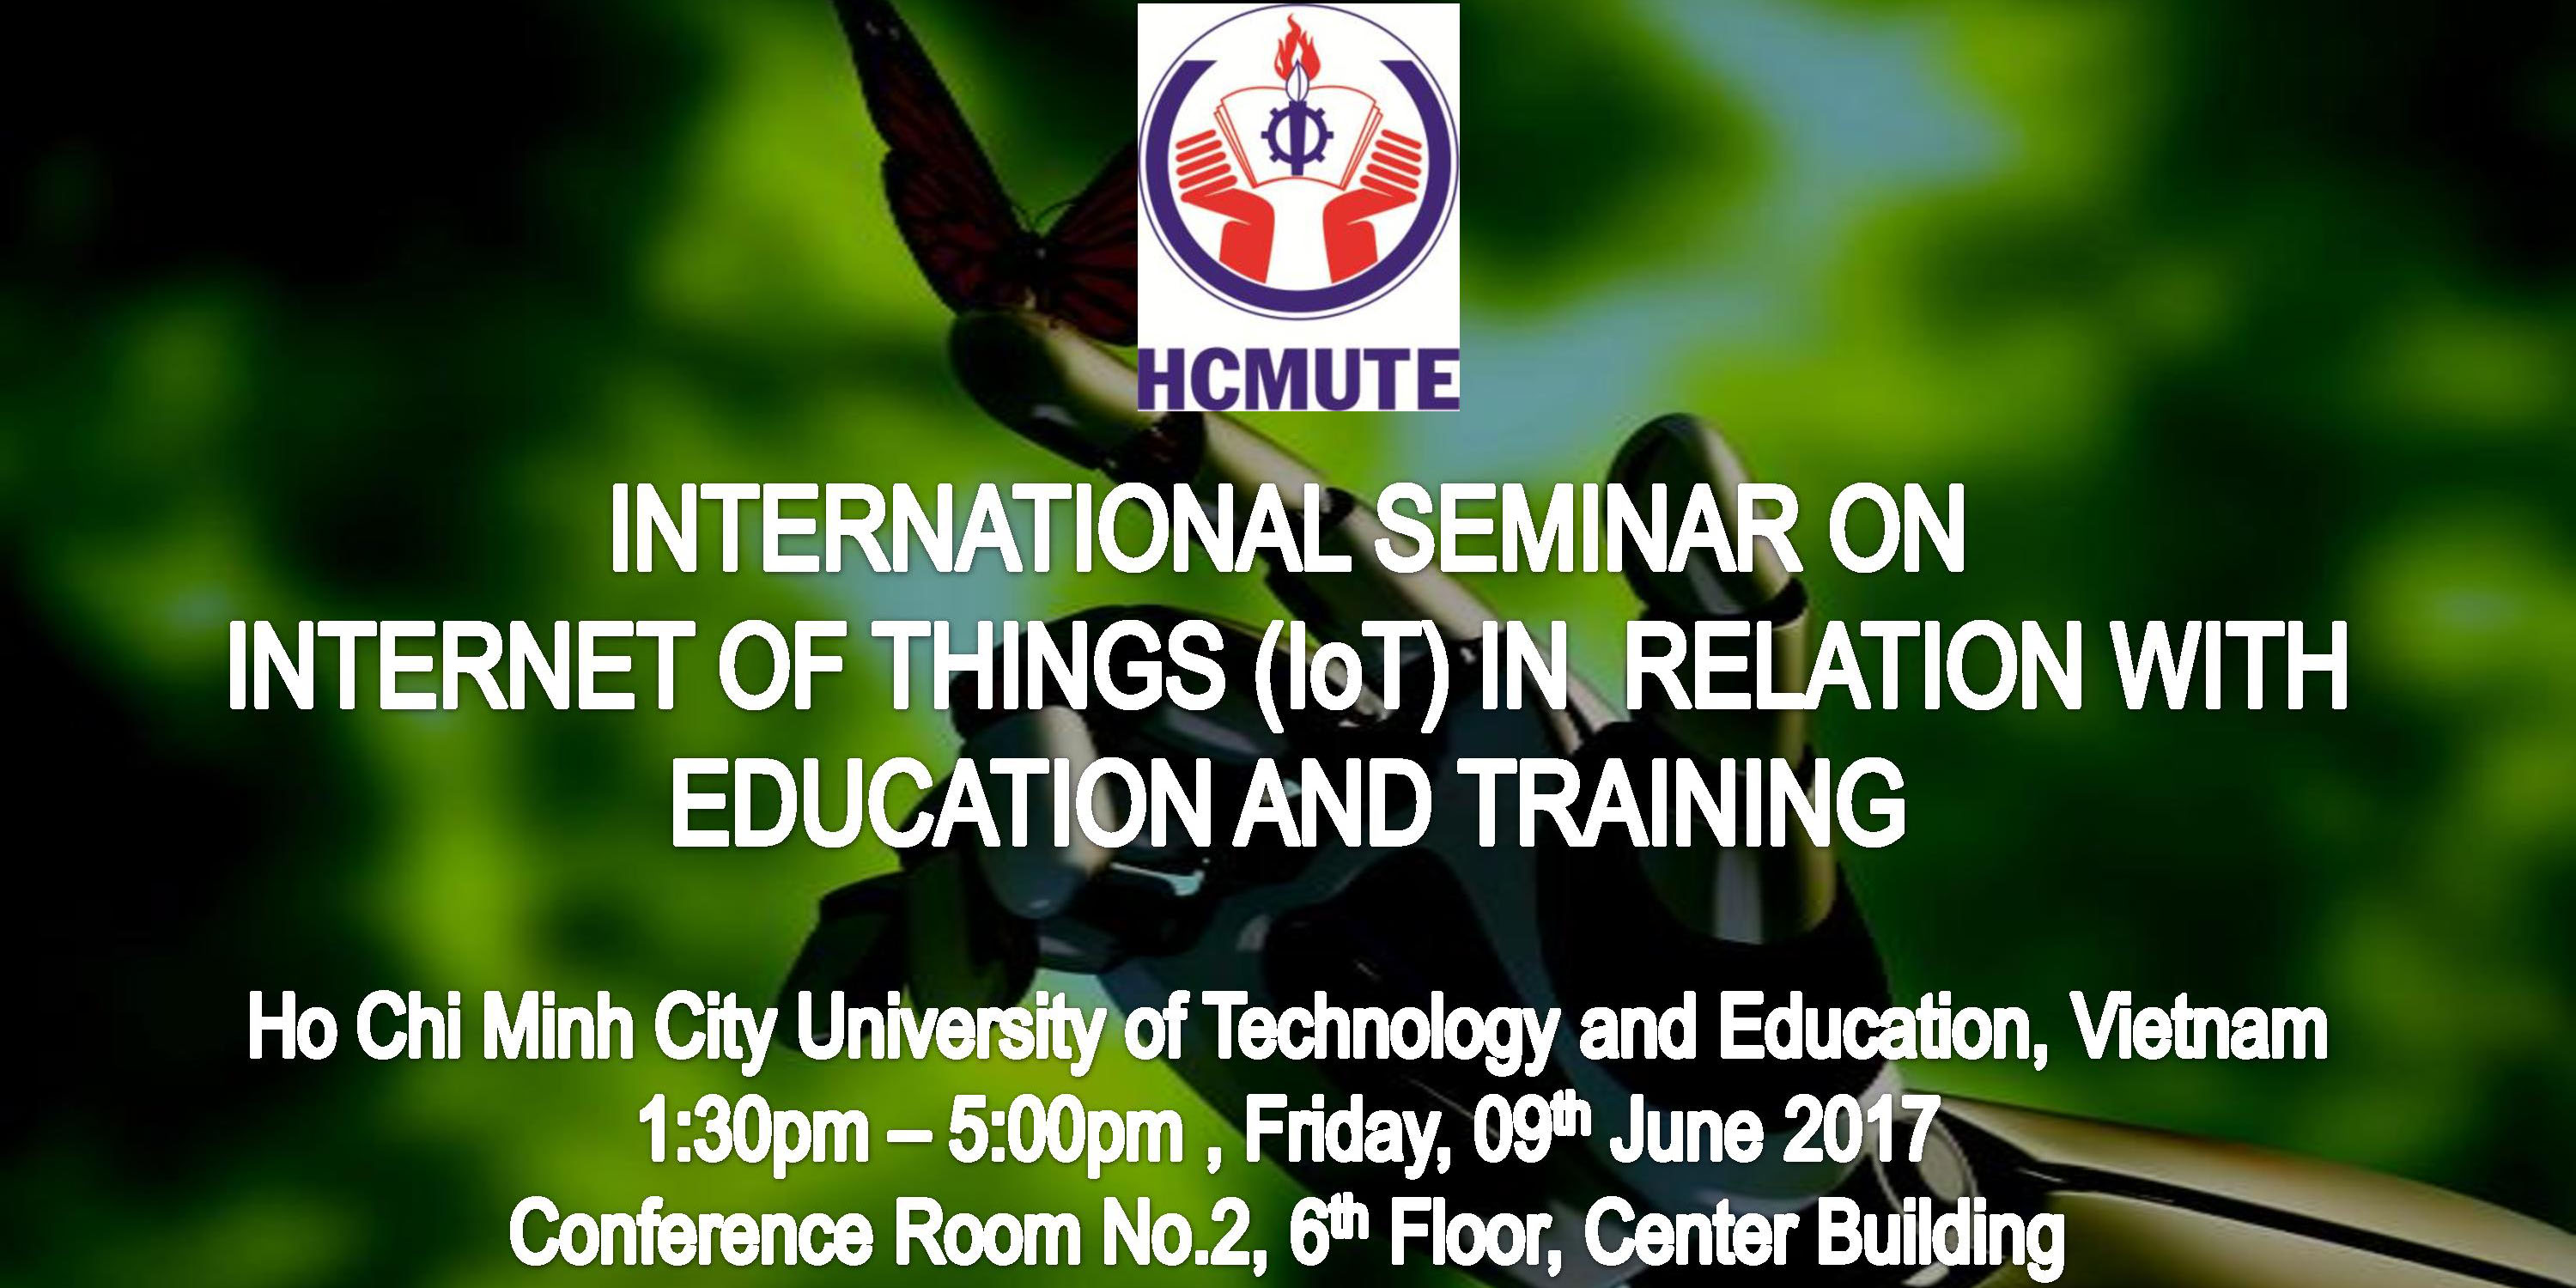 HCMUTE
INTERNATIONAL SEMINAR ON
INTERNET OF THINGS (IoT) IN  RELATION WITH
EDUCATION AND TRAINING
Ho Chi Minh City University of Technology and Education, Vietnam
1:30pm – 5:00pm , Friday, 09th June 2017
Conference Room No.2, 6th Floor, Center Building